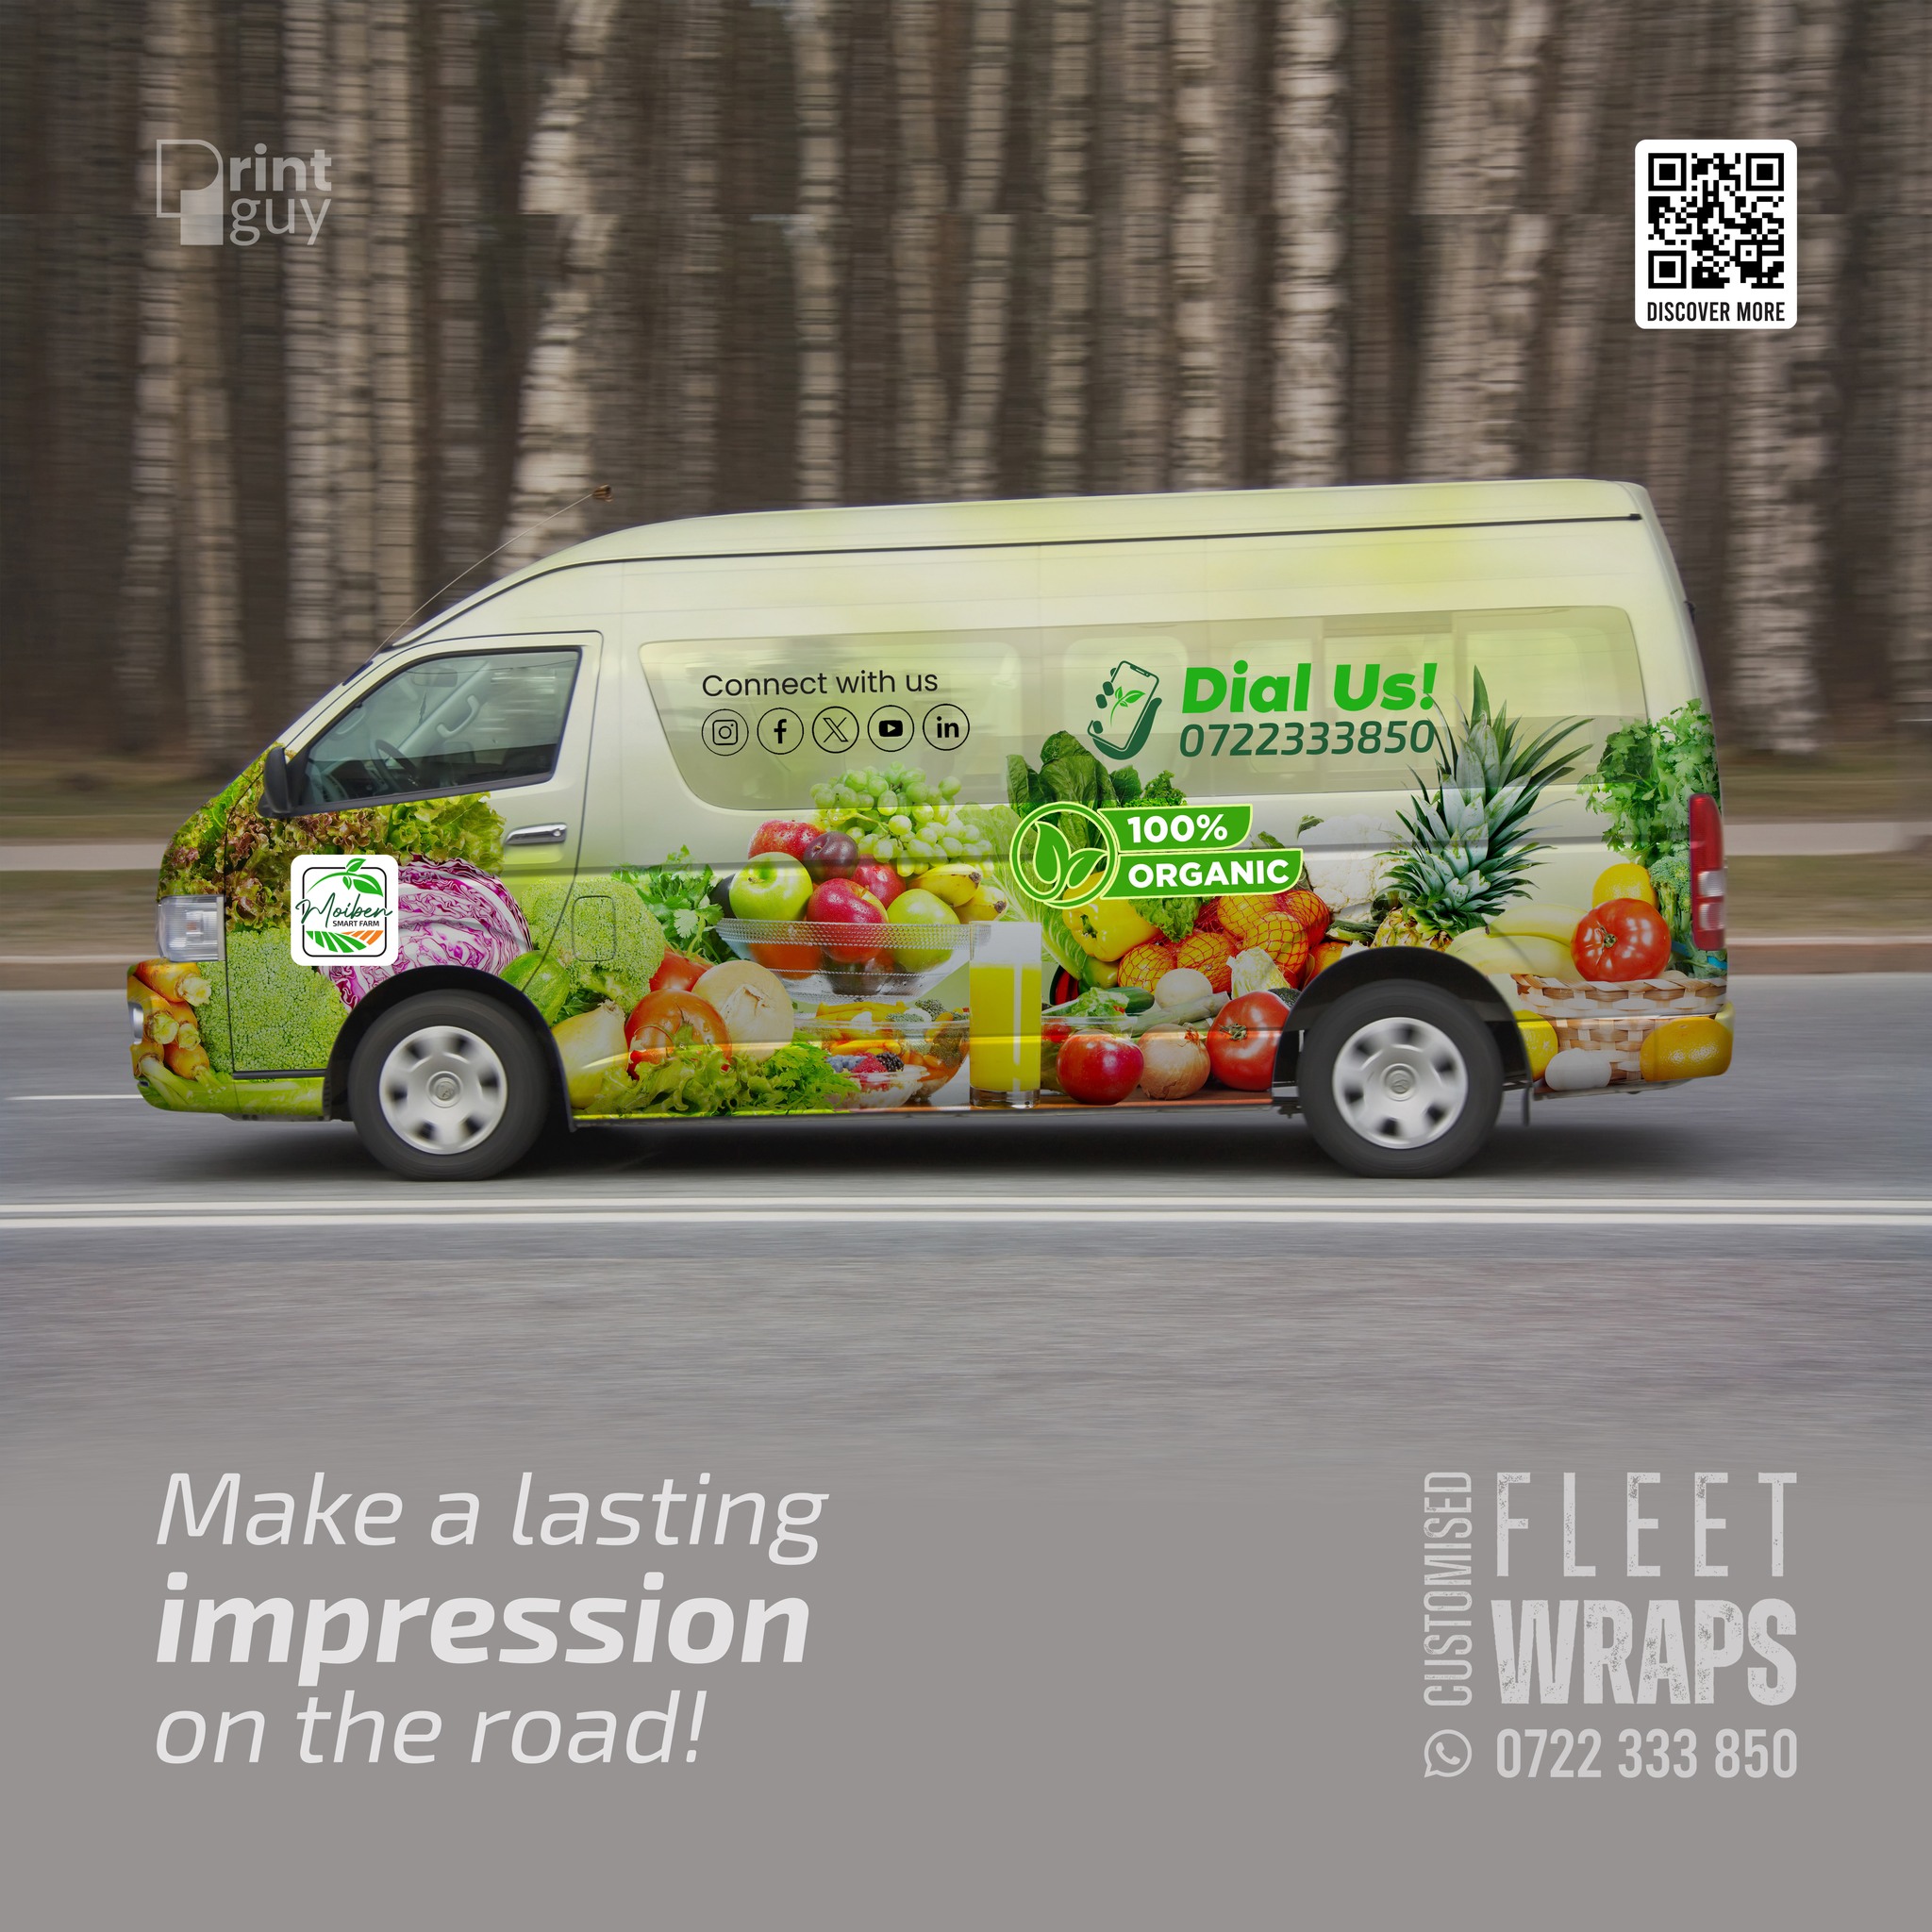 Print
guy
DISCOVER MORE
Connect with us
Dial Us!
0722333850
100%
ORGANIC
Moiben
SMART FARM
Make a lasting
impression
on the road!
CUSTOMISED
FLEET
WRAPS
0722 333 850